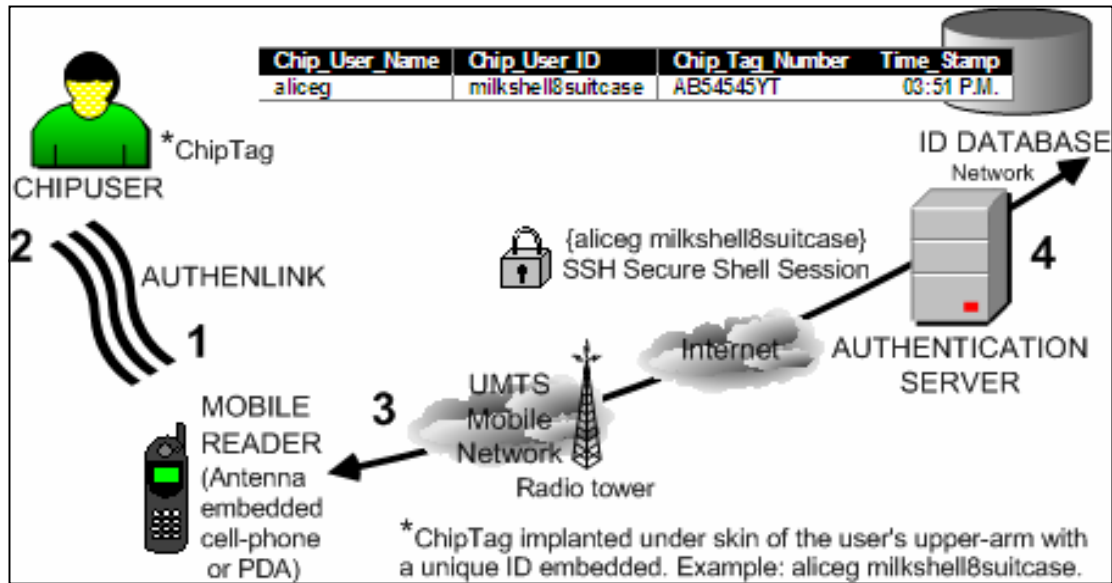 Chip_User_Name Chip_User_ID Chip_Tag_Number Time_Stamp
aliceg milkshell8suitcase AB54545YT 03:51 P.M.
*ChipTag
CHIPUSER
ID DATABASE
Network
2
AUTHENLINK
1
{aliceg milkshell8suitcase}
SSH Secure Shell Session
4
Internet
AUTHENTICATION
SERVER
MOBILE
READER
(Antenna
embedded
cell-phone
or PDA)
3
UMTS
Mobile
Network
Radio tower
*ChipTag implanted under skin of the user's upper-arm with
a unique ID embedded. Example: aliceg milkshell8suitcase.